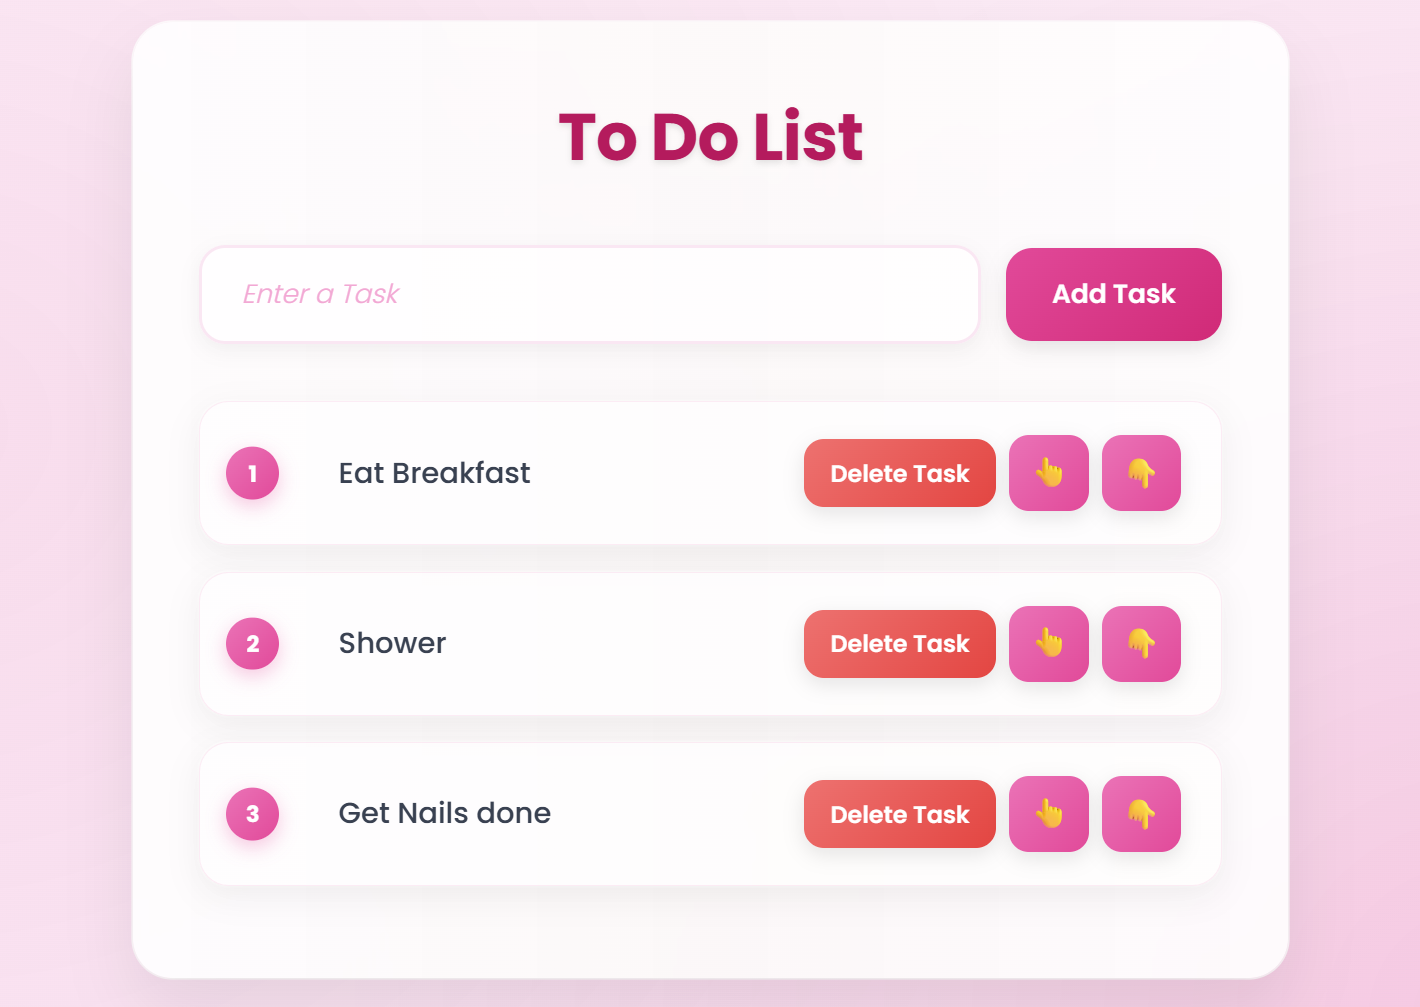 To Do List
Enter a Task
Add Task
1 Eat Breakfast Delete Task 👆 👇
2 Shower Delete Task 👆 👇
3 Get Nails done Delete Task 👆 👇